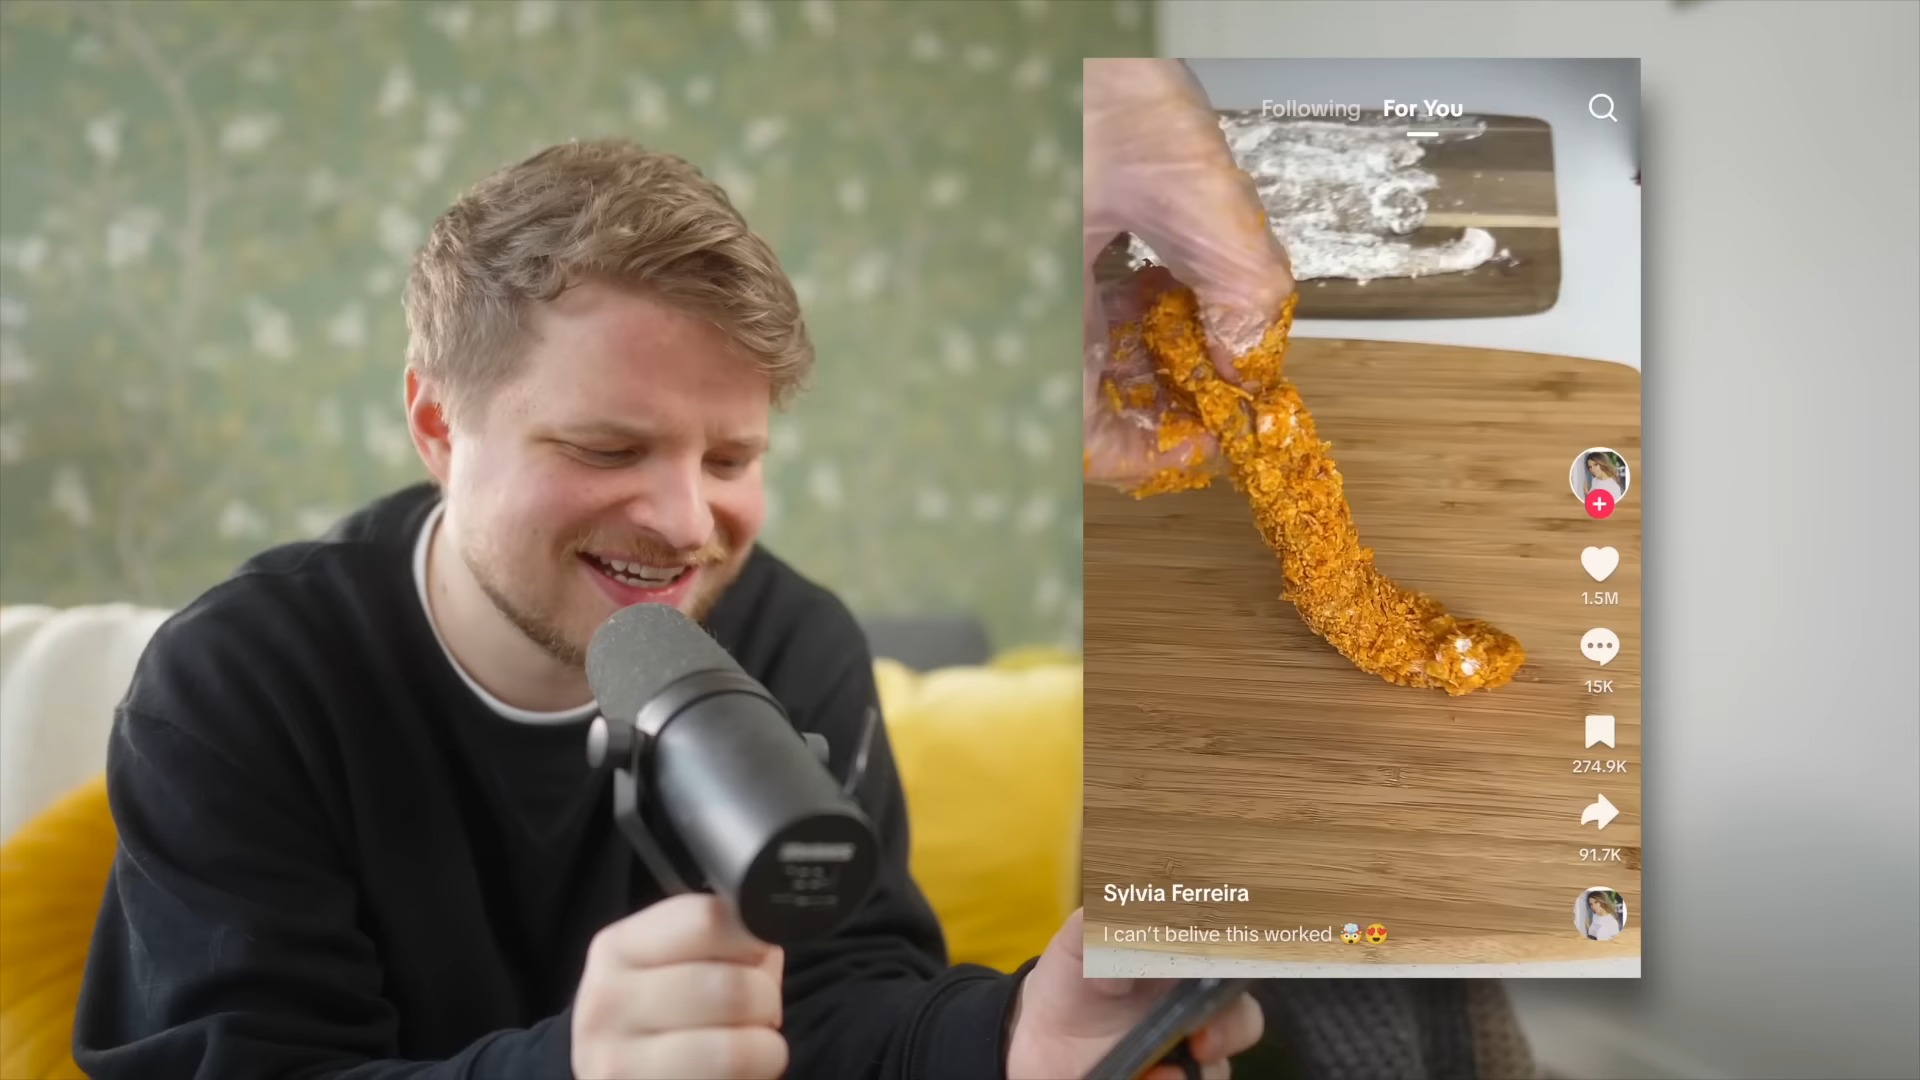 Following For You
1.5M
15K
274.9K
91.7K
Sylvia Ferreira
I can't belive this worked 🤯😍